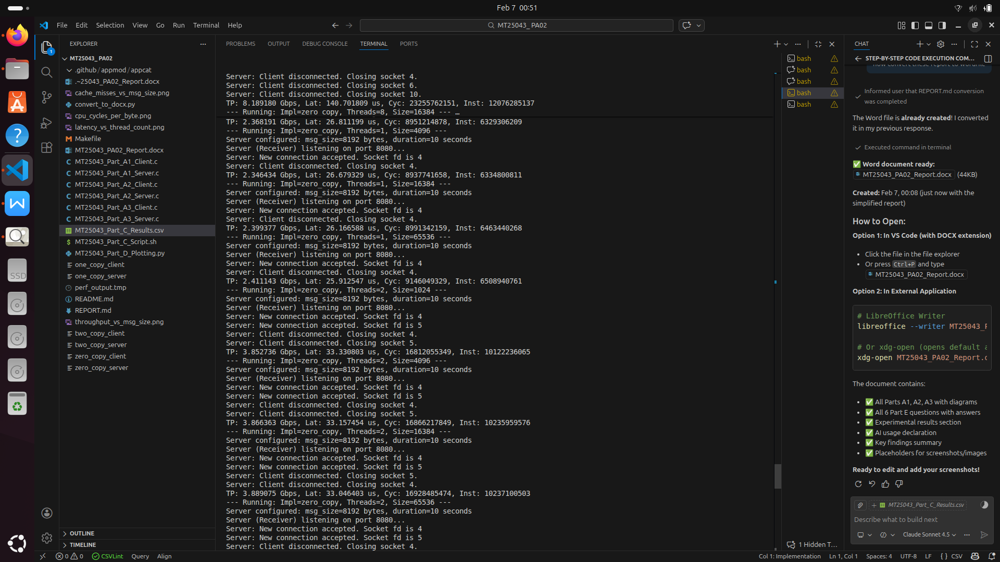 Feb 7 00:51
File Edit Selection View Go Run Terminal Help
MT25043_ PA02
EXPLORER
MT25043_ PA02
.github/appmod/appcat
.~25043_PA02_Report.docx
cache_misses_vs_msg_size.png
convert_to_docx.py
cpu_cycles_per_byte.png
latency_vs_thread_count.png
Makefile
MT25043_PA02_Report.docx
MT25043_Part_A1_Client.c
MT25043_Part_A1_Server.c
MT25043_Part_A2_Client.c
MT25043_Part_A2_Server.c
MT25043_Part_A3_Client.c
MT25043_Part_A3_Server.c
MT25043_Part_C_Results.csv
MT25043_Part_C_Script.sh
MT25043_Part_D_Plotting.py
one_copy_client
one_copy_server
perf_output.tmp
README.md
REPORT.md
throughput_vs_msg_size.png
two_copy_client
two_copy_server
zero_copy_client
zero_copy_server
OUTLINE
TIMELINE
SSD
1
PROBLEMS OUTPUT DEBUG CONSOLE TERMINAL PORTS
Server: Client disconnected. Closing socket 4.
Server: Client disconnected. Closing socket 6.
Server: Client disconnected. Closing socket 10.
TP: 8.189180 Gbps, Lat: 140.701809 us, Cyc: 23255762151, Inst: 12076285137
--- Running: Impl=zero copy, Threads=8, Size=16384 --- …
TP: 2.368191 Gbps, Lat: 26.811199 us, Cyc: 8951214878, Inst: 6329306209
--- Running: Impl=zero_copy, Threads=1, Size=4096 ---
Server configured: msg_size=8192 bytes, duration=10 seconds
Server (Receiver) listening on port 8080...
Server: New connection accepted. Socket fd is 4
Server: Client disconnected. Closing socket 4.
TP: 2.346434 Gbps, Lat: 26.679329 us, Cyc: 8937741658, Inst: 6334800811
--- Running: Impl=zero_copy, Threads=1, Size=16384 ---
Server configured: msg_size=8192 bytes, duration=10 seconds
Server (Receiver) listening on port 8080...
Server: New connection accepted. Socket fd is 4
Server: Client disconnected. Closing socket 4.
TP: 2.399377 Gbps, Lat: 26.166588 us, Cyc: 8991342159, Inst: 6463440268
--- Running: Impl=zero_copy, Threads=1, Size=65536 ---
Server configured: msg_size=8192 bytes, duration=10 seconds
Server (Receiver) listening on port 8080...
Server: New connection accepted. Socket fd is 4
Server: Client disconnected. Closing socket 4.
TP: 2.411143 Gbps, Lat: 25.912547 us, Cyc: 9146049329, Inst: 6508940761
--- Running: Impl=zero_copy, Threads=2, Size=1024 ---
Server configured: msg_size=8192 bytes, duration=10 seconds
Server (Receiver) listening on port 8080...
Server: New connection accepted. Socket fd is 4
Server: New connection accepted. Socket fd is 5
Server: Client disconnected. Closing socket 4.
Server: Client disconnected. Closing socket 5.
TP: 3.852736 Gbps, Lat: 33.330803 us, Cyc: 16812055349, Inst: 10122236065
--- Running: Impl=zero_copy, Threads=2, Size=4096 ---
Server configured: msg_size=8192 bytes, duration=10 seconds
Server (Receiver) listening on port 8080...
Server: New connection accepted. Socket fd is 4
Server: New connection accepted. Socket fd is 5
Server: Client disconnected. Closing socket 4.
Server: Client disconnected. Closing socket 5.
TP: 3.866363 Gbps, Lat: 33.157454 us, Cyc: 16866217849, Inst: 10235959576
--- Running: Impl=zero_copy, Threads=2, Size=16384 ---
Server configured: msg_size=8192 bytes, duration=10 seconds
Server (Receiver) listening on port 8080...
Server: New connection accepted. Socket fd is 4
Server: New connection accepted. Socket fd is 5
Server: Client disconnected. Closing socket 5.
Server: Client disconnected. Closing socket 4.
TP: 3.889075 Gbps, Lat: 33.046403 us, Cyc: 16928485474, Inst: 10237100503
--- Running: Impl=zero_copy, Threads=2, Size=65536 ---
Server configured: msg_size=8192 bytes, duration=10 seconds
Server (Receiver) listening on port 8080...
Server: New connection accepted. Socket fd is 4
Server: New connection accepted. Socket fd is 5
Server: Client disconnected. Closing socket 4.
bash
bash
bash
bash
bash
1 Hidden T…
CHAT
STEP-BY-STEP CODE EXECUTION COM...
now convert these report to wordfile
Informed user that REPORT.md conversion
was completed
The Word file is already created! I converted
it in my previous response.
Executed command in terminal
✅ Word document ready:
MT25043_PA02_Report.docx (44KB)
Created: Feb 7, 00:08 (just now with the
simplified report)
How to Open:
Option 1: In VS Code (with DOCX extension)
• Click the file in the file explorer
• Or press Ctrl+P and type
MT25043_PA02_Report.docx
Option 2: In External Application
# LibreOffice Writer
libreoffice --writer MT25043_P
# Or xdg-open (opens default a
xdg-open MT25043_PA02_Report.d
The document contains:
• ✅ All Parts A1, A2, A3 with diagrams
• ✅ All 6 Part E questions with answers
• ✅ Experimental results section
• ✅ AI usage declaration
• ✅ Key findings summary
• ✅ Placeholders for screenshots/images
Ready to edit and add your screenshots!
MT25043_Part_C_Results.csv
Describe what to build next
Claude Sonnet 4.5
0 0 CSVLint Query Align
Col 1: Implementation Ln 1, Col 1 Spaces: 4 UTF-8 LF { } CSV